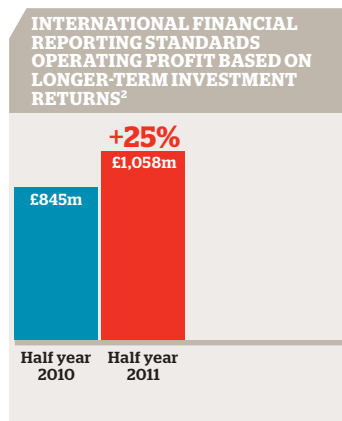 INTERNATIONAL FINANCIAL
REPORTING STANDARDS
OPERATING PROFIT BASED ON
LONGER-TERM INVESTMENT
RETURNS²
+25%
£1,058m
£845m
Half year
2010
Half year
2011